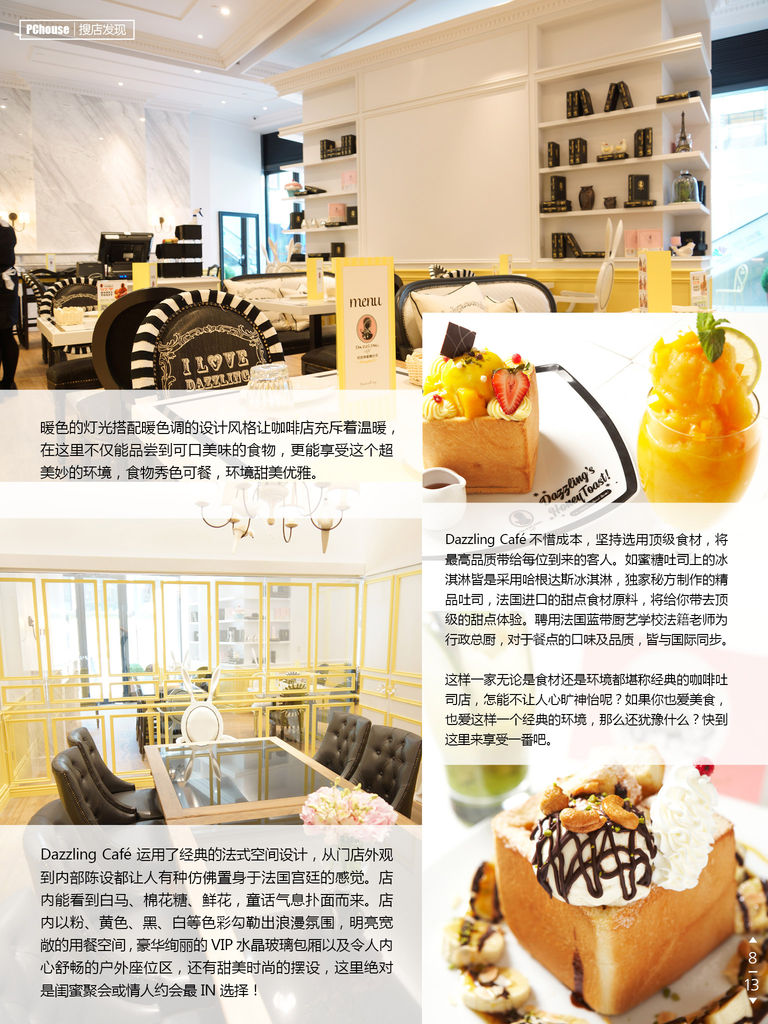 PChouse 搜店发现
menu
I LOVE
DAZZLING
暖色的灯光搭配暖色调的设计风格让咖啡店充斥着温暖，
在这里不仅能品尝到可口美味的食物，更能享受这个超
美妙的环境，食物秀色可餐，环境甜美优雅。
Dazzling's
Honey Toast!
Dazzling Café 不惜成本，坚持选用顶级食材，将
最高品质带给每位到来的客人。如蜜糖吐司上的冰
淇淋皆是采用哈根达斯冰淇淋，独家秘方制作的精
品吐司，法国进口的甜点食材原料，将给你带去顶
级的甜点体验。聘用法国蓝带厨艺学校法籍老师为
行政总厨，对于餐点的口味及品质，皆与国际同步。
这样一家无论是食材还是环境都堪称经典的咖啡吐
司店，怎能不让人心旷神怡呢？如果你也爱美食，
也爱这样一个经典的环境，那么还犹豫什么？快到
这里来享受一番吧。
Dazzling Café 运用了经典的法式空间设计，从门店外观
到内部陈设都让人有种仿佛置身于法国宫廷的感觉。店
内能看到白马、棉花糖、鲜花，童话气息扑面而来。店
内以粉、黄色、黑、白等色彩勾勒出浪漫氛围，明亮宽
敞的用餐空间，豪华绚丽的 VIP 水晶玻璃包厢以及令人内
心舒畅的户外座位区，还有甜美时尚的摆设，这里绝对
是闺蜜聚会或情人约会最 IN 选择！
8
13